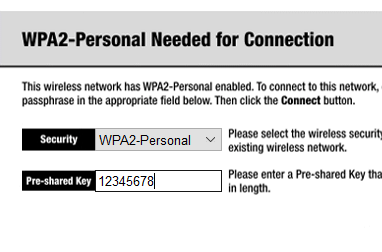 WPA2-Personal Needed for Connection
This wireless network has WPA2-Personal enabled. To connect to this network,
passphrase in the appropriate field below. Then click the Connect button.
Security
WPA2-Personal
Please select the wireless security
existing wireless network.
Pre-shared Key
12345678
Please enter a Pre-shared Key tha
in length.